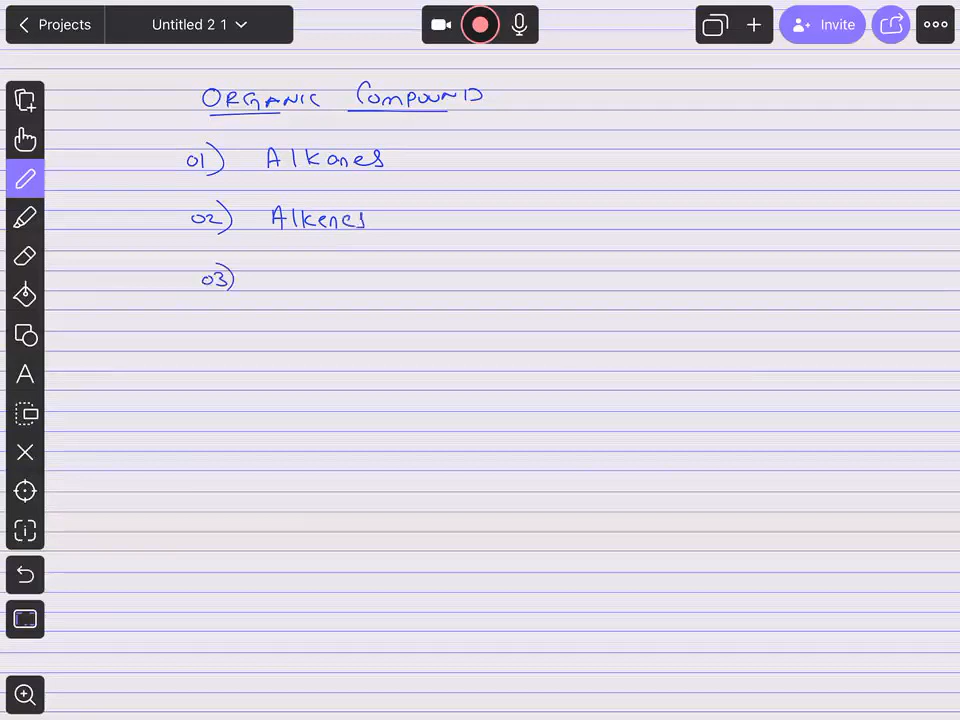 Projects
Untitled 2 1
Invite
ORGANIC COMPOUND
01) Alkanes
02) Alkenes
03)
A